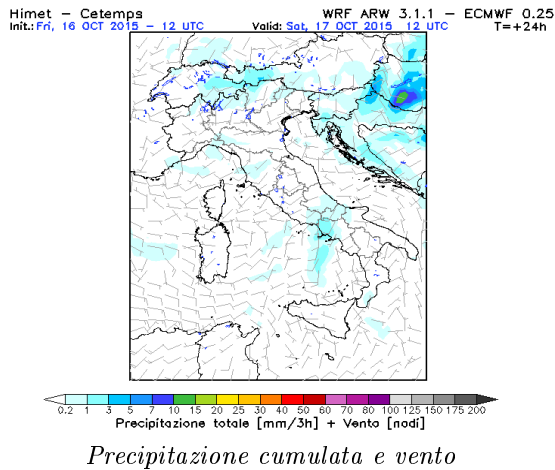 Himet – Cetemps WRF ARW 3.1.1 – ECMWF 0.25
Init.: Fri, 16 OCT 2015 – 12 UTC Valid: Sat, 17 OCT 2015 12 UTC T=+24h
0.2 1 3 5 7 10 15 20 25 30 40 50 60 70 80 100 125 150 175 200
Precipitazione totale [mm/3h] + Vento [nodi]
Precipitazione cumulata e vento